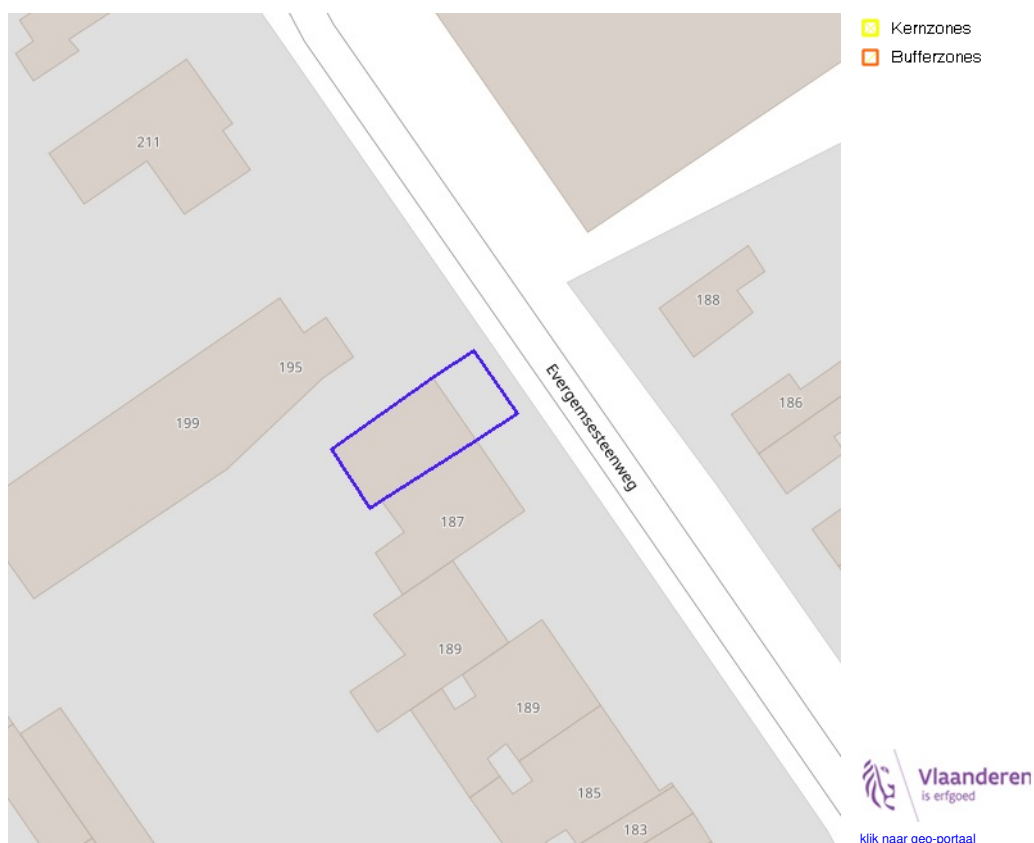 Kernzones
Bufferzones
211
188
195
186
199
Evergemsesteenweg
187
189
189
185
183
Vlaanderen
is erfgoed
klik naar geo-portaal